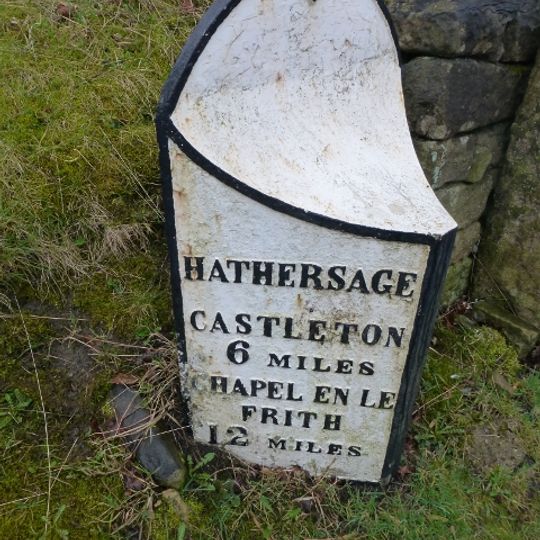 HATHERSAGE
CASTLETON
6 MILES
CHAPEL EN LE
FRITH
12 MILES